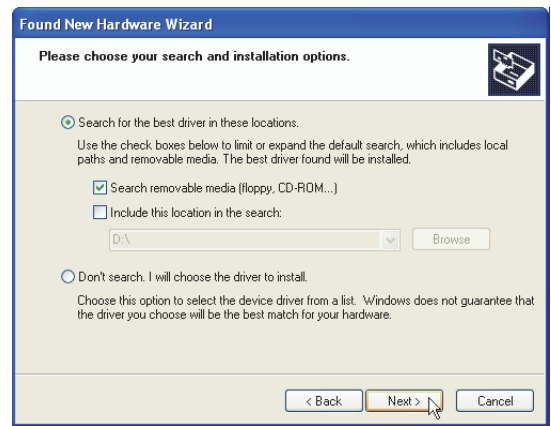 Found New Hardware Wizard
Please choose your search and installation options.
Search for the best driver in these locations.
Use the check boxes below to limit or expand the default search, which includes local
paths and removable media. The best driver found will be installed.
Search removable media (floppy, CD-ROM...)
Include this location in the search:
D:\
Browse
Don't search. I will choose the driver to install.
Choose this option to select the device driver from a list. Windows does not guarantee that
the driver you choose will be the best match for your hardware.
< Back
Next >
Cancel